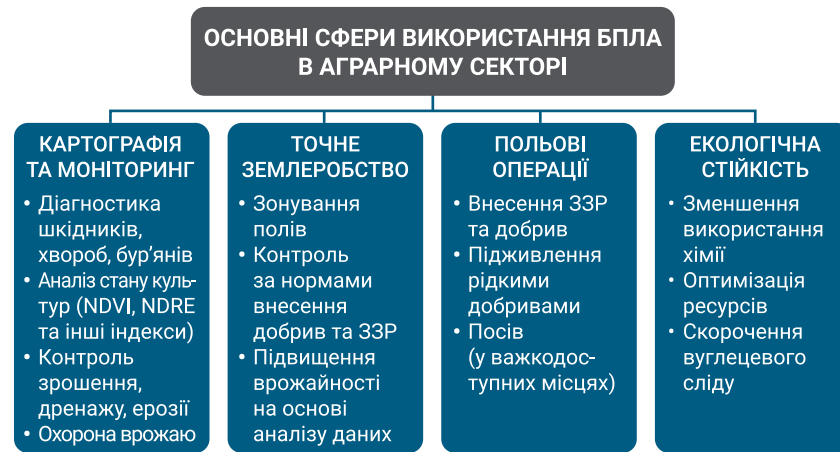 ОСНОВНІ СФЕРИ ВИКОРИСТАННЯ БПЛА
В АГРАРНОМУ СЕКТОРІ
КАРТОГРАФІЯ
ТА МОНІТОРИНГ
• Діагностика
шкідників,
хвороб, бур’янів
• Аналіз стану куль-
тур (NDVI, NDRE
та інші індекси)
• Контроль
зрошення,
дренажу, ерозії
• Охорона врожаю
ТОЧНЕ
ЗЕМЛЕРОБСТВО
• Зонування
полів
• Контроль
за нормами
внесення
добрив та ЗЗР
• Підвищення
врожайності
на основі
аналізу даних
ПОЛЬОВІ
ОПЕРАЦІЇ
• Внесення ЗЗР
та добрив
• Підживлення
рідкими
добривами
• Посів
(у важкодос-
тупних місцях)
ЕКОЛОГІЧНА
СТІЙКІСТЬ
• Зменшення
використання
хімії
• Оптимізація
ресурсів
• Скорочення
вуглецевого
сліду